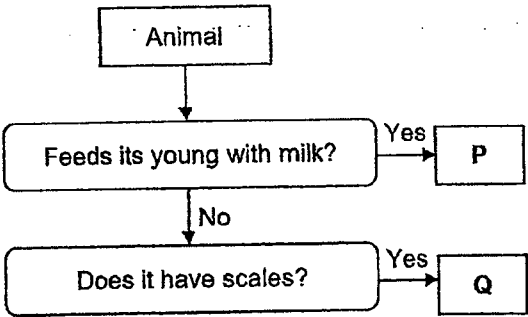 Animal
Feeds its young with milk?
Yes
P
No
Does it have scales?
Yes
Q